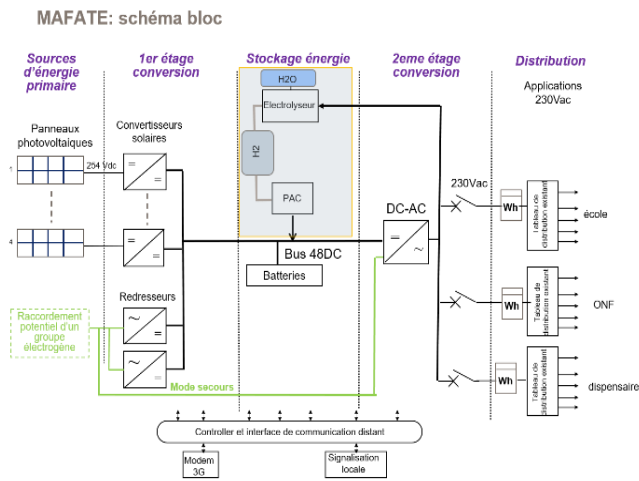 MAFATE: schéma bloc
Sources
d'énergie
primaire
1er étage
conversion
Stockage énergie
2eme étage
conversion
Distribution
Applications
230Vac
Panneaux
photovoltaiques
1
254 Vdc
4
Convertisseurs
solaires
=
=
=
=
H2O
Electrolyseur
H2
PAC
Bus 48DC
Batteries
DC-AC
=
~
230Vac
Wh
Tableau de
distribution existant
école
Wh
Tableau de
distribution existant
ONF
Wh
Tableau de
distribution existant
dispensaire
Redresseurs
~
=
~
=
Raccordement
potentiel d'un
groupe
électrogène
Mode secours
Controller et interface de communication distant
Modem
3G
Signalisation
locale